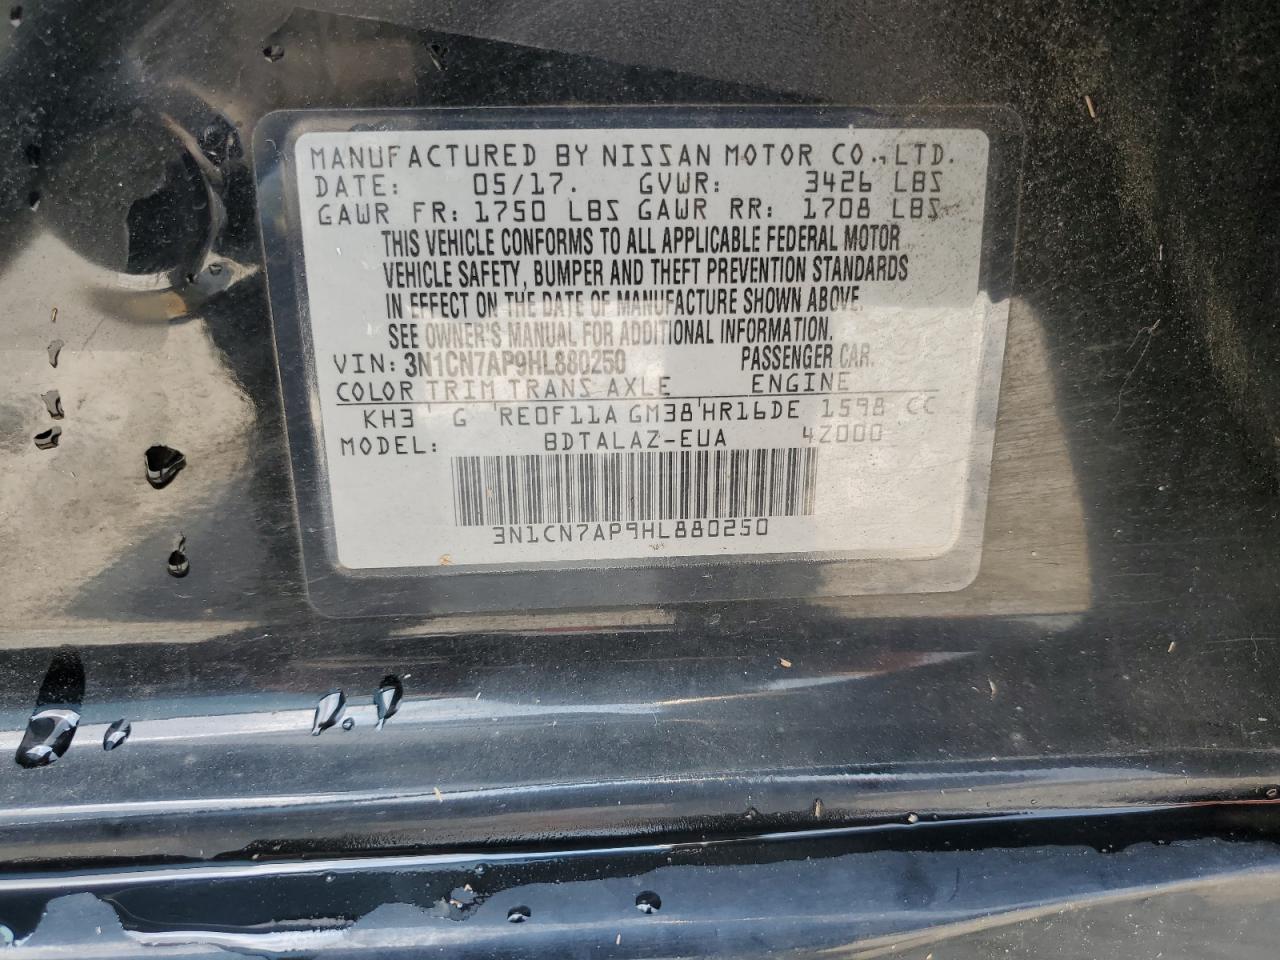 MANUFACTURED BY NISSAN MOTOR CO., LTD.
DATE: 05/17. GVWR: 3426 LBS
GAWR FR: 1750 LBS GAWR RR: 1708 LBS
THIS VEHICLE CONFORMS TO ALL APPLICABLE FEDERAL MOTOR
VEHICLE SAFETY, BUMPER AND THEFT PREVENTION STANDARDS
IN EFFECT ON THE DATE OF MANUFACTURE SHOWN ABOVE.
SEE OWNER'S MANUAL FOR ADDITIONAL INFORMATION.
VIN: 3N1CN7AP9HL880250 PASSENGER CAR.
COLOR TRIM TRANS AXLE ENGINE
KH3 G RE0F11A GM38 HR16DE 1598 CC
MODEL: BDTALAZ-EUA 4Z000
3N1CN7AP9HL880250